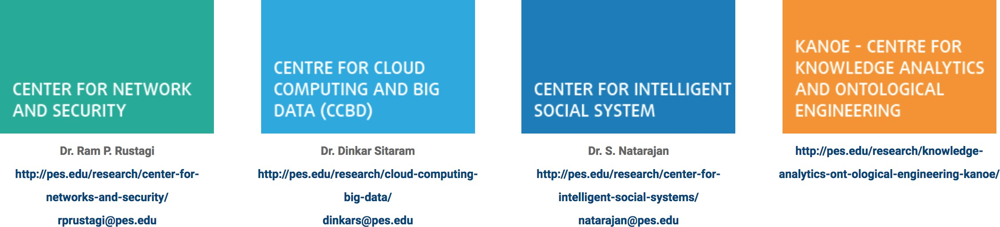 CENTER FOR NETWORK
AND SECURITY
Dr. Ram P. Rustagi
http://pes.edu/research/center-for-
networks-and-security/
rprustagi@pes.edu
CENTRE FOR CLOUD
COMPUTING AND BIG
DATA (CCBD)
Dr. Dinkar Sitaram
http://pes.edu/research/cloud-computing-
big-data/
dinkars@pes.edu
CENTER FOR INTELLIGENT
SOCIAL SYSTEM
Dr. S. Natarajan
http://pes.edu/research/center-for-
intelligent-social-systems/
natarajan@pes.edu
KANOE - CENTRE FOR
KNOWLEDGE ANALYTICS
AND ONTOLOGICAL
ENGINEERING
http://pes.edu/research/knowledge-
analytics-ont-ological-engineering-kanoe/